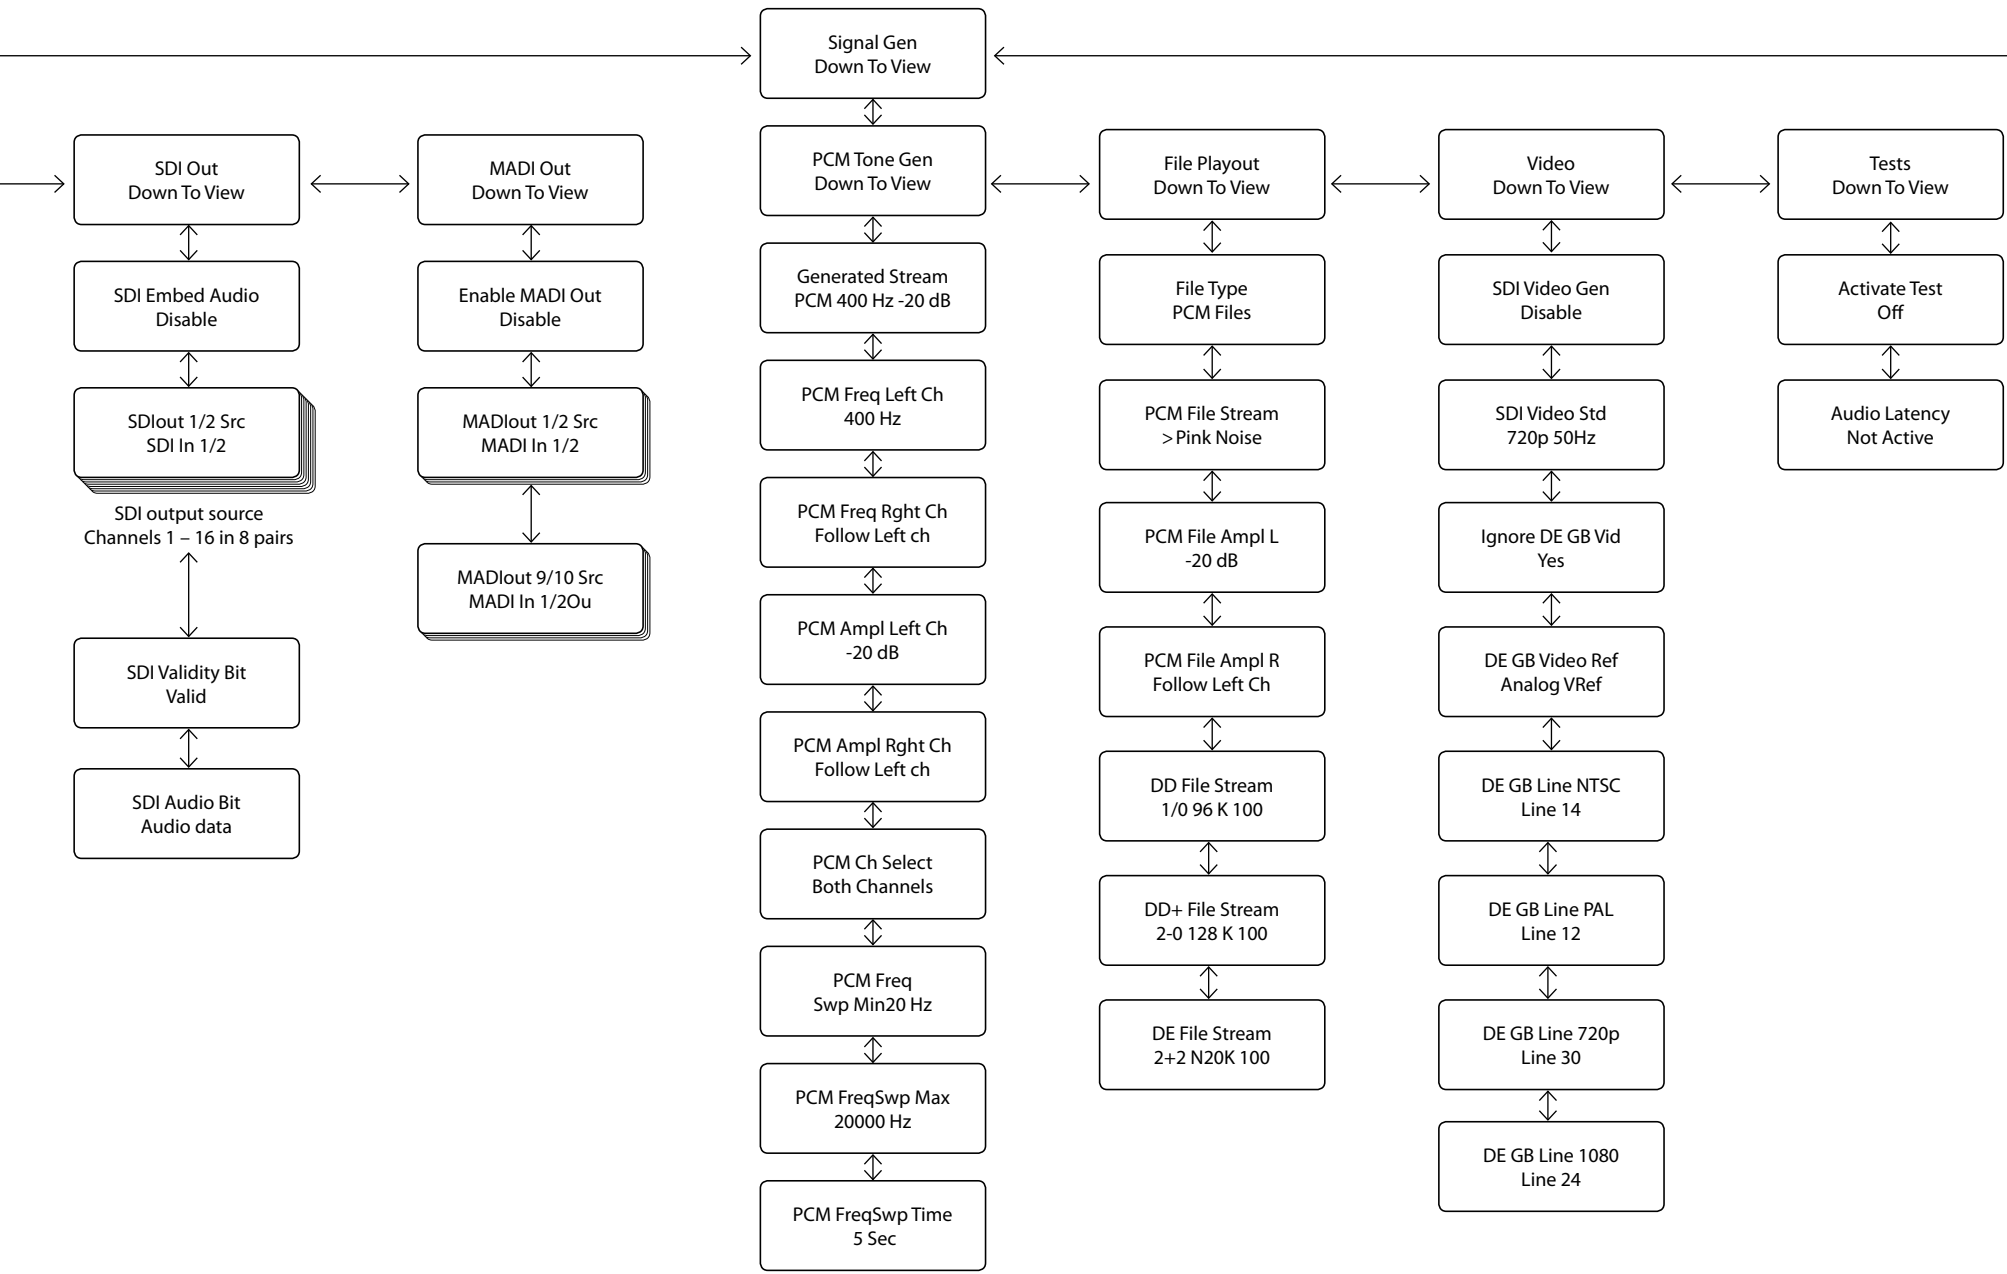 Signal Gen
Down To View
SDI Out
Down To View
SDI Embed Audio
Disable
SDIout 1/2 Src
SDI In 1/2
SDI output source
Channels 1 – 16 in 8 pairs
SDI Validity Bit
Valid
SDI Audio Bit
Audio data
MADI Out
Down To View
Enable MADI Out
Disable
MADIout 1/2 Src
MADI In 1/2
MADIout 9/10 Src
MADI In 1/2Ou
PCM Tone Gen
Down To View
Generated Stream
PCM 400 Hz -20 dB
PCM Freq Left Ch
400 Hz
PCM Freq Rght Ch
Follow Left ch
PCM Ampl Left Ch
-20 dB
PCM Ampl Rght Ch
Follow Left ch
PCM Ch Select
Both Channels
PCM Freq
Swp Min20 Hz
PCM FreqSwp Max
20000 Hz
PCM FreqSwp Time
5 Sec
File Playout
Down To View
File Type
PCM Files
PCM File Stream
>Pink Noise
PCM File Ampl L
-20 dB
PCM File Ampl R
Follow Left Ch
DD File Stream
1/0 96 K 100
DD+ File Stream
2-0 128 K 100
DE File Stream
2+2 N20K 100
Video
Down To View
SDI Video Gen
Disable
SDI Video Std
720p 50Hz
Ignore DE GB Vid
Yes
DE GB Video Ref
Analog VRef
DE GB Line NTSC
Line 14
DE GB Line PAL
Line 12
DE GB Line 720p
Line 30
DE GB Line 1080
Line 24
Tests
Down To View
Activate Test
Off
Audio Latency
Not Active